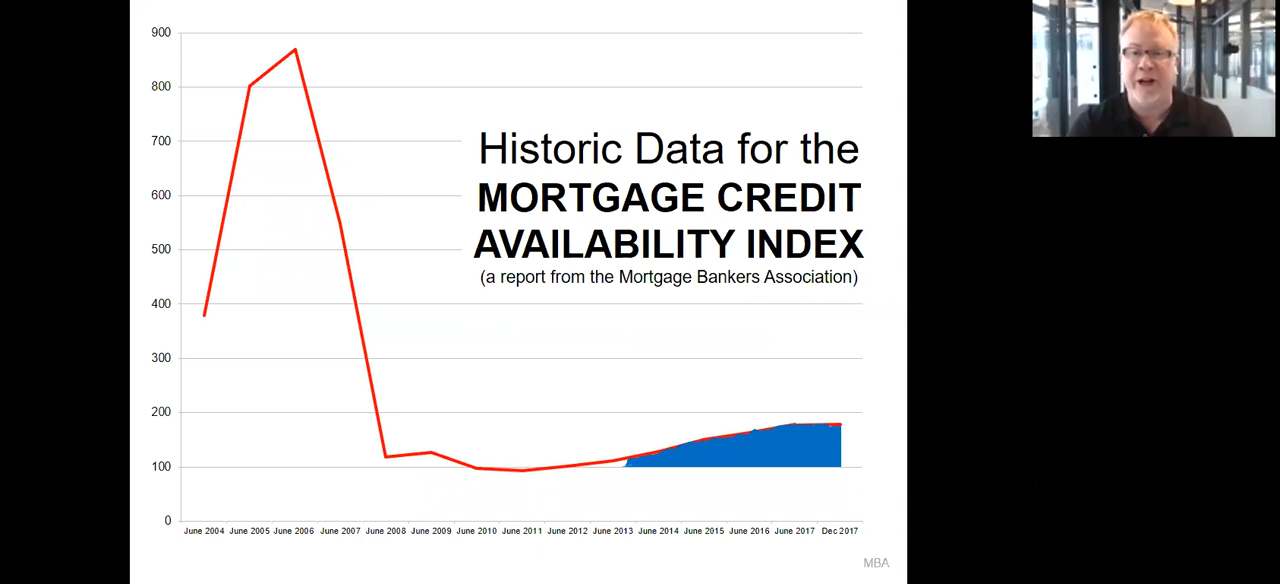 900
800
700
600
500
400
300
200
100
0
Historic Data for the
MORTGAGE CREDIT
AVAILABILITY INDEX
(a report from the Mortgage Bankers Association)
June 2004 June 2005 June 2006 June 2007 June 2008 June 2009 June 2010 June 2011 June 2012 June 2013 June 2014 June 2015 June 2016 June 2017 Dec 2017
MBA